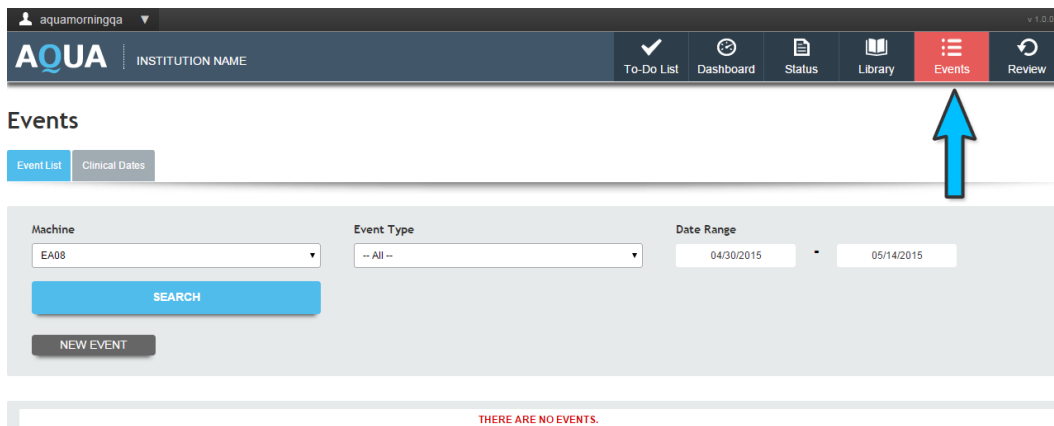 aquamorningqa
v 1.0.0
AQUA INSTITUTION NAME
To-Do List Dashboard Status Library Events Review
Events
Event List Clinical Dates
Machine Event Type Date Range
EA08 -- All -- 04/30/2015 - 05/14/2015
SEARCH
NEW EVENT
THERE ARE NO EVENTS.